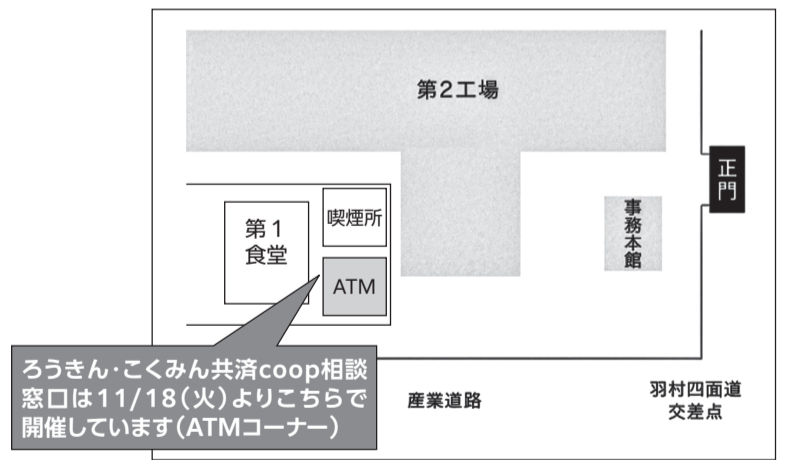 第2工場
正門
事務本館
喫煙所
第1
食堂
ATM
ろうきん・こくみん共済coop相談
窓口は11/18(火)よりこちらで
開催しています(ATMコーナー)
産業道路
羽村四面道
交差点